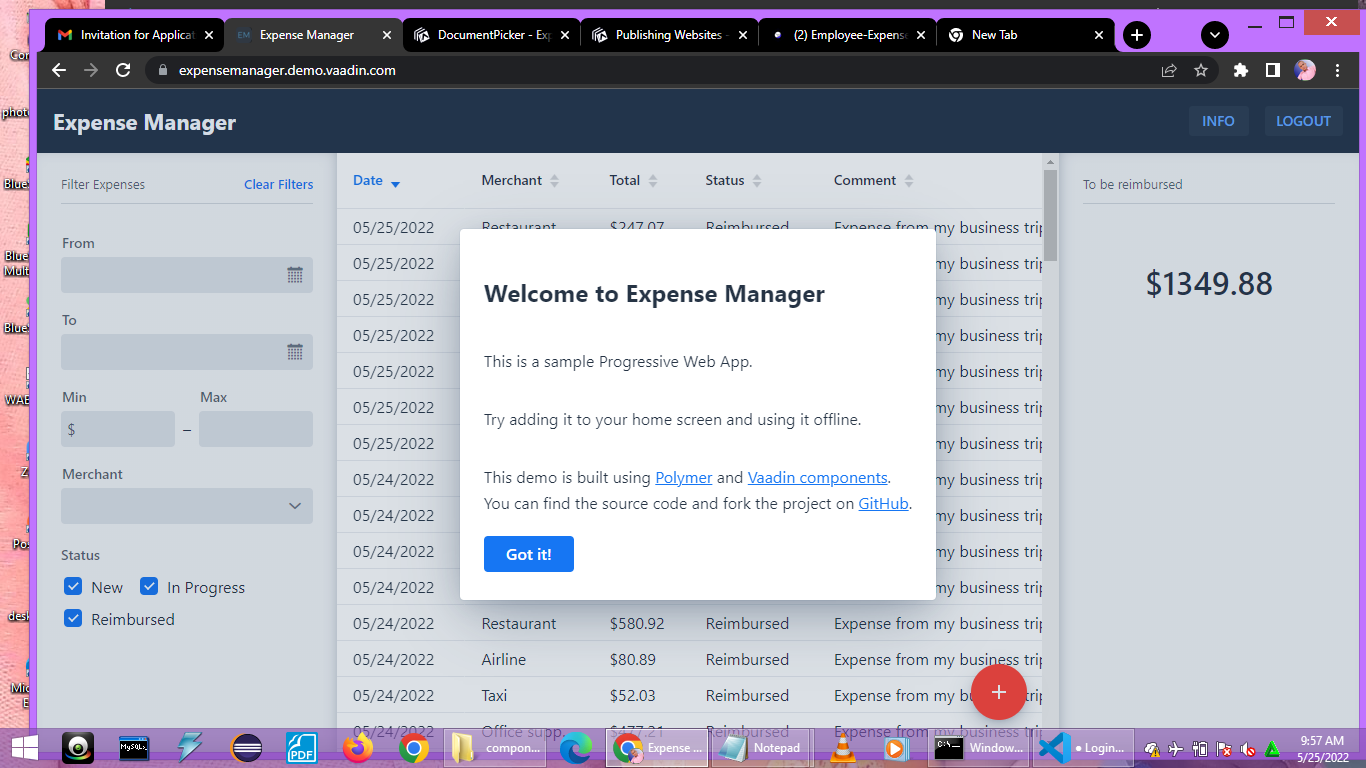 Invitation for Applicat
Expense Manager
DocumentPicker - Exp
Publishing Websites -
(2) Employee-Expens
New Tab
expensemanager.demo.vaadin.com
Expense Manager
INFO
LOGOUT
Filter Expenses
Clear Filters
From
To
Min
Max
$
–
Merchant
Status
New
In Progress
Reimbursed
Date
Merchant
Total
Status
Comment
05/25/2022 Restaurant $247.07 Reimbursed Expense from my business trip
05/25/2022 my business trip
05/25/2022 my business trip
05/25/2022 my business trip
05/25/2022 my business trip
05/25/2022 my business trip
05/25/2022 my business trip
05/24/2022 my business trip
05/24/2022 my business trip
05/24/2022 my business trip
05/24/2022 my business trip
05/24/2022 Restaurant $580.92 Reimbursed Expense from my business trip
05/24/2022 Airline $80.89 Reimbursed Expense from my business trip
05/24/2022 Taxi $52.03 Reimbursed Expense from my business trip
05/24/2022 Office supp. $477.21 Reimbursed Expense from my business trip
Welcome to Expense Manager
This is a sample Progressive Web App.
Try adding it to your home screen and using it offline.
This demo is built using Polymer and Vaadin components.
You can find the source code and fork the project on GitHub.
Got it!
To be reimbursed
$1349.88
+
MySQL
PDF
compon...
Expense ...
Notepad
Window...
● Login...
9:57 AM
5/25/2022